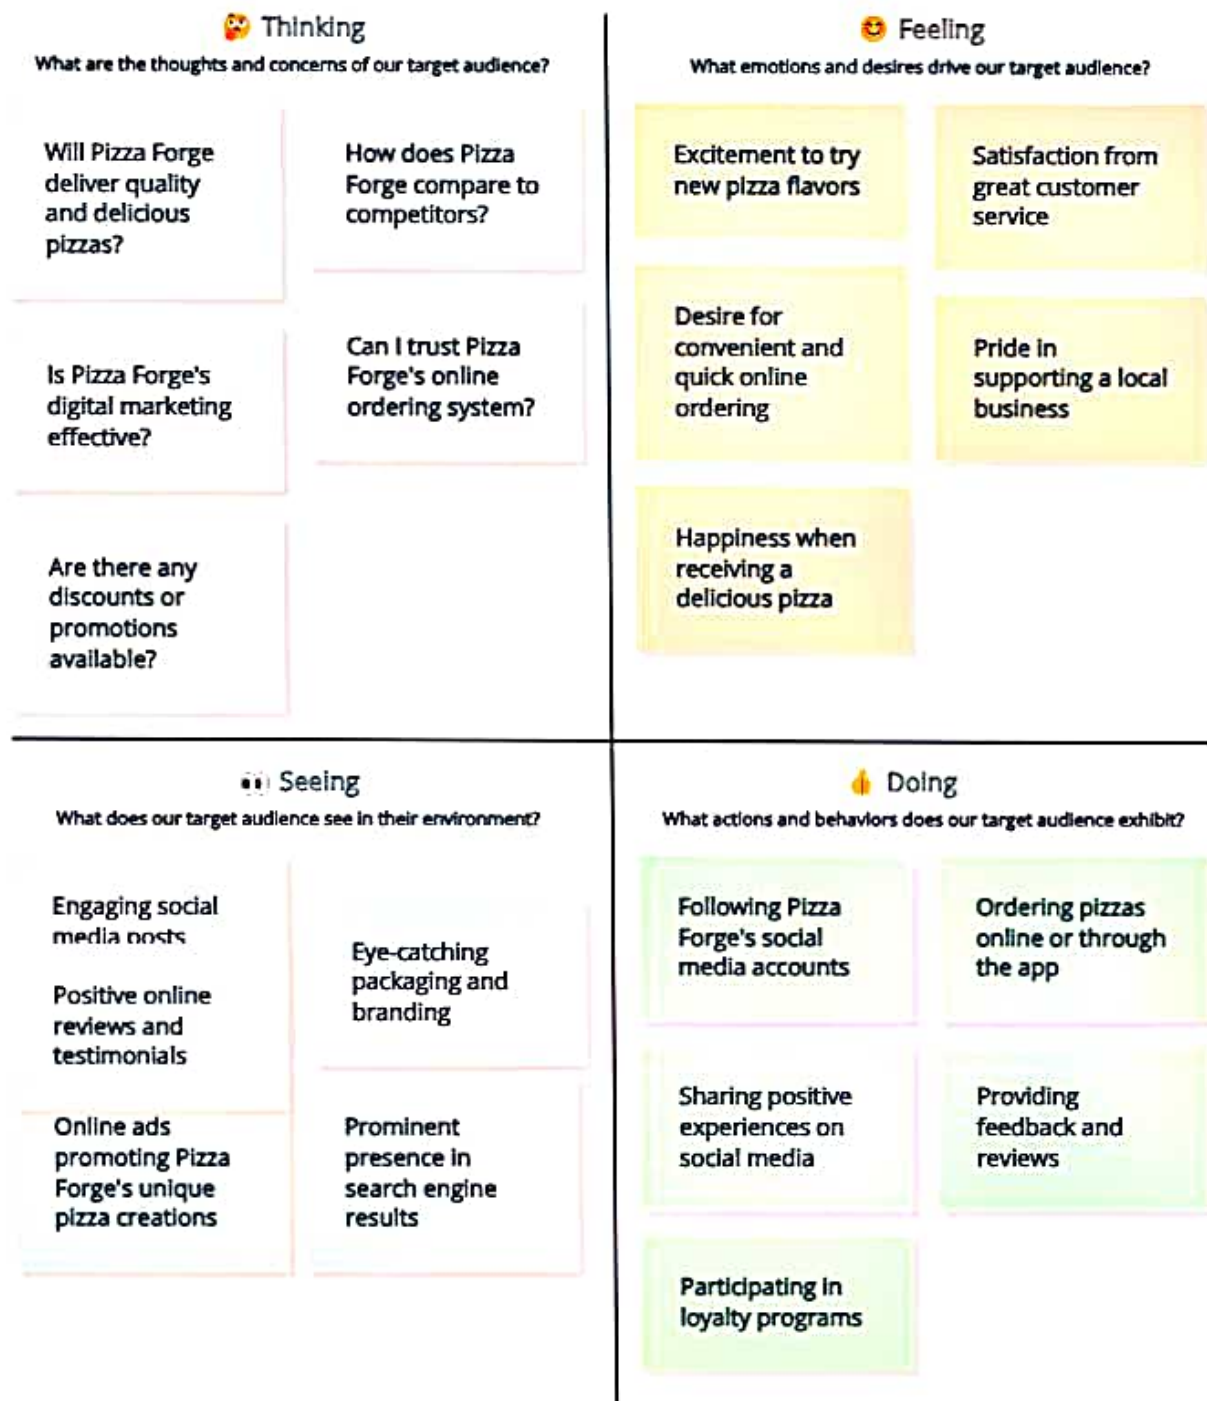 Thinking
What are the thoughts and concerns of our target audience?
Will Pizza Forge
deliver quality
and delicious
pizzas?
How does Pizza
Forge compare to
competitors?
Is Pizza Forge's
digital marketing
effective?
Can I trust Pizza
Forge's online
ordering system?
Are there any
discounts or
promotions
available?
Feeling
What emotions and desires drive our target audience?
Excitement to try
new pizza flavors
Satisfaction from
great customer
service
Desire for
convenient and
quick online
ordering
Pride in
supporting a local
business
Happiness when
receiving a
delicious pizza
Seeing
What does our target audience see in their environment?
Engaging social
media posts
Eye-catching
packaging and
branding
Positive online
reviews and
testimonials
Online ads
promoting Pizza
Forge's unique
pizza creations
Prominent
presence in
search engine
results
Doing
What actions and behaviors does our target audience exhibit?
Following Pizza
Forge's social
media accounts
Ordering pizzas
online or through
the app
Sharing positive
experiences on
social media
Providing
feedback and
reviews
Participating in
loyalty programs